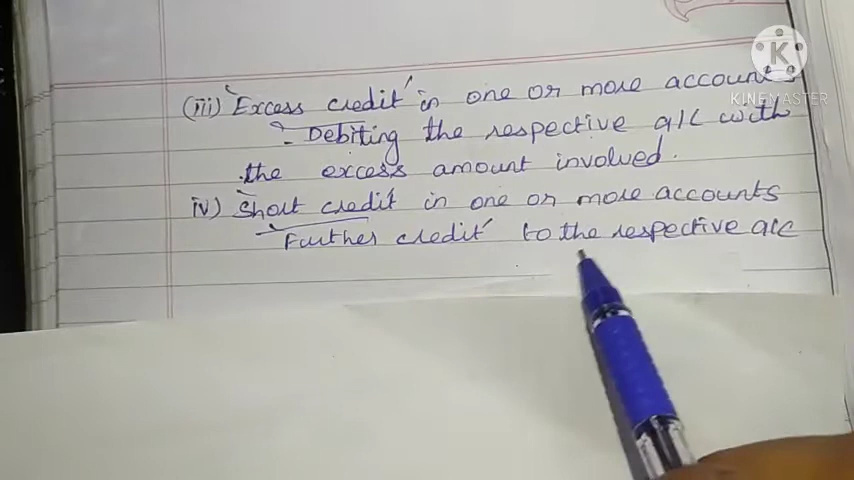 (iii) Excess credit in one or more accounts
- Debiting the respective a/c with
the excess amount involved.
iv) Short credit in one or more accounts
Further credit to the respective a/c
K
KINEMASTER